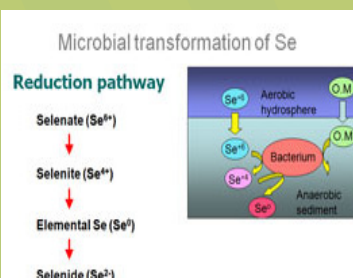 Microbial transformation of Se
Reduction pathway
Selenate (Se⁶⁺)
Selenite (Se⁴⁺)
Elemental Se (Se⁰)
Selenide (Se²⁻)
Se⁺⁶
Aerobic
hydrosphere
O.M
Se⁺⁶
O.M
Bacterium
Se⁺⁴
Se⁰
Anaerobic
sediment